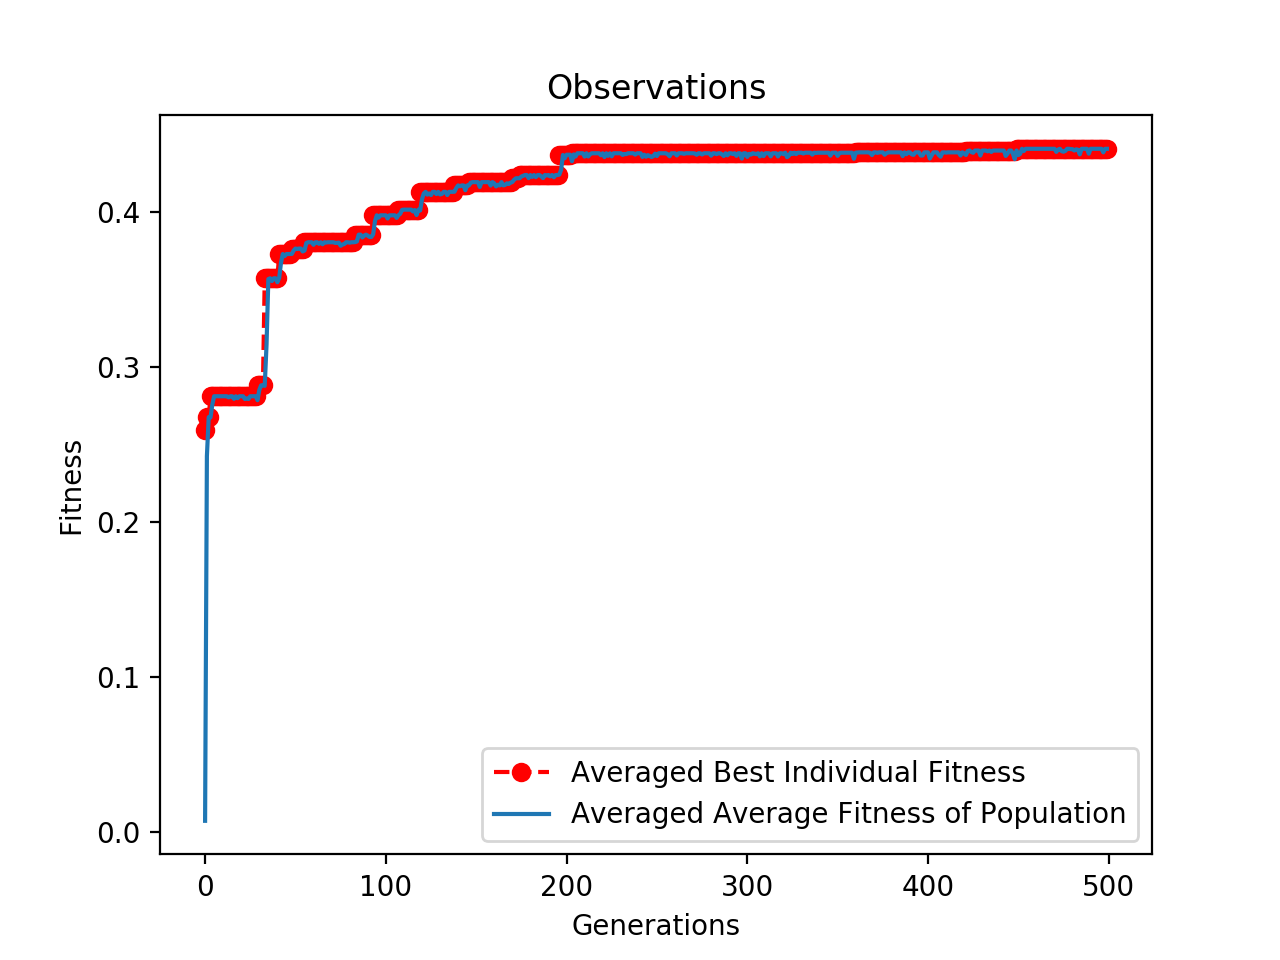 Observations
Fitness
0.4
0.3
0.2
0.1
0.0
Averaged Best Individual Fitness
Averaged Average Fitness of Population
0 100 200 300 400 500
Generations